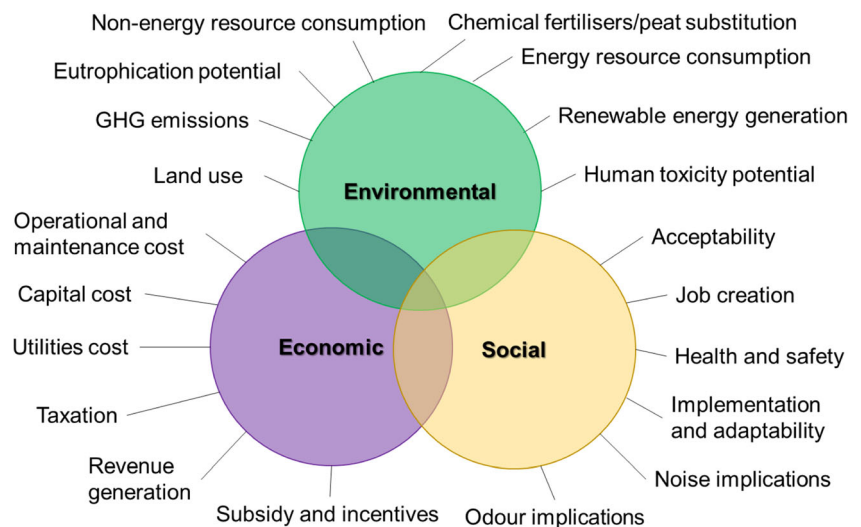 Non-energy resource consumption
Chemical fertilisers/peat substitution
Eutrophication potential
Energy resource consumption
GHG emissions
Renewable energy generation
Land use
Human toxicity potential
Environmental
Operational and
maintenance cost
Acceptability
Capital cost
Job creation
Utilities cost
Economic
Social
Health and safety
Taxation
Implementation
and adaptability
Revenue
generation
Noise implications
Subsidy and incentives
Odour implications